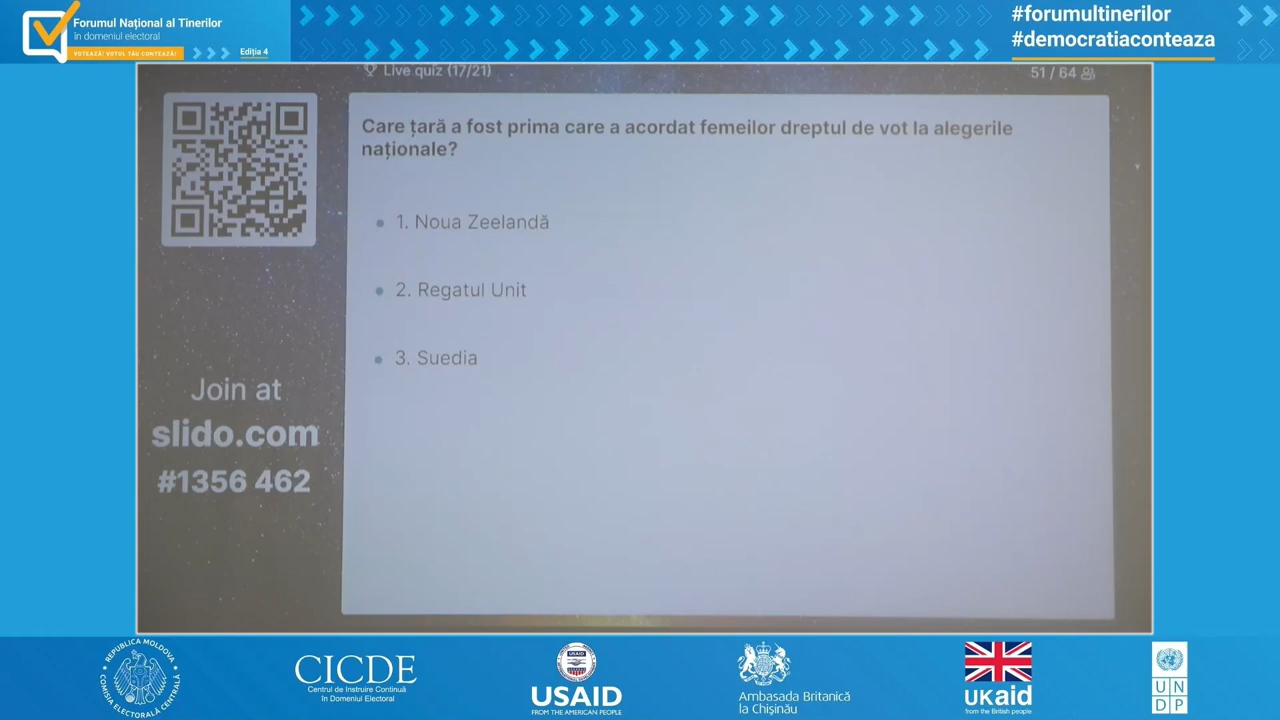 Forumul Național al Tinerilor
în domeniul electoral
VOTEAZĂ! VOTUL TĂU CONTEAZĂ!
Ediția 4
#forumultinerilor
#democratiaconteaza
Live quiz (17/21)
51 / 64
Care țară a fost prima care a acordat femeilor dreptul de vot la alegerile
naționale?
1. Noua Zeelandă
2. Regatul Unit
3. Suedia
Join at
slido.com
#1356 462
REPUBLICA MOLDOVA
COMISIA ELECTORALĂ CENTRALĂ
CICDE
Centrul de Instruire Continuă
în Domeniul Electoral
USAID
USAID
FROM THE AMERICAN PEOPLE
Ambasada Britanică
la Chișinău
UKaid
from the British people
U N
D P